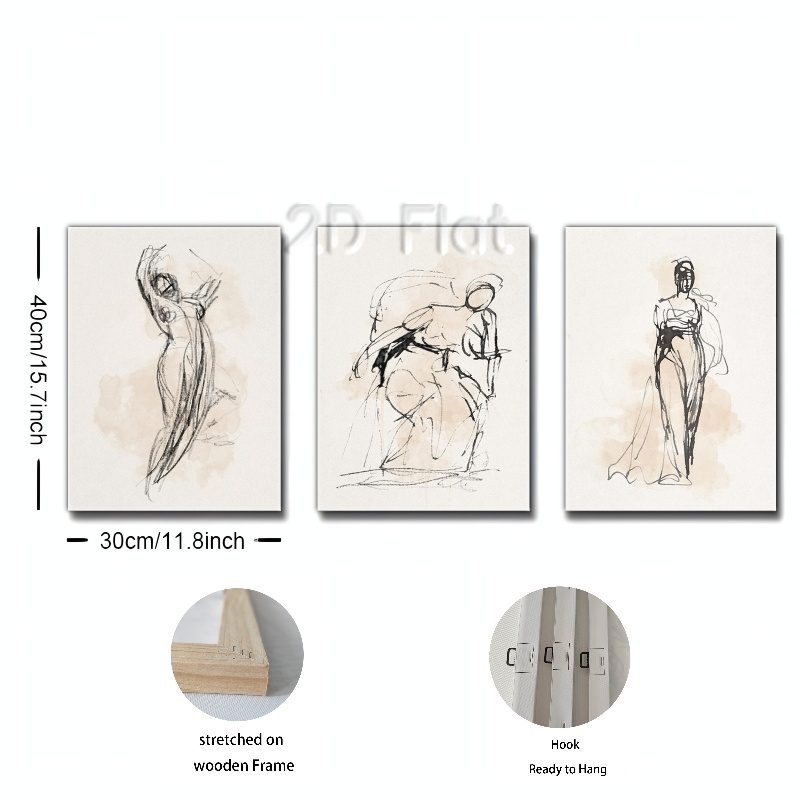 2D Flat
40cm/15.7inch
30cm/11.8inch
stretched on
wooden Frame
Hook
Ready to Hang